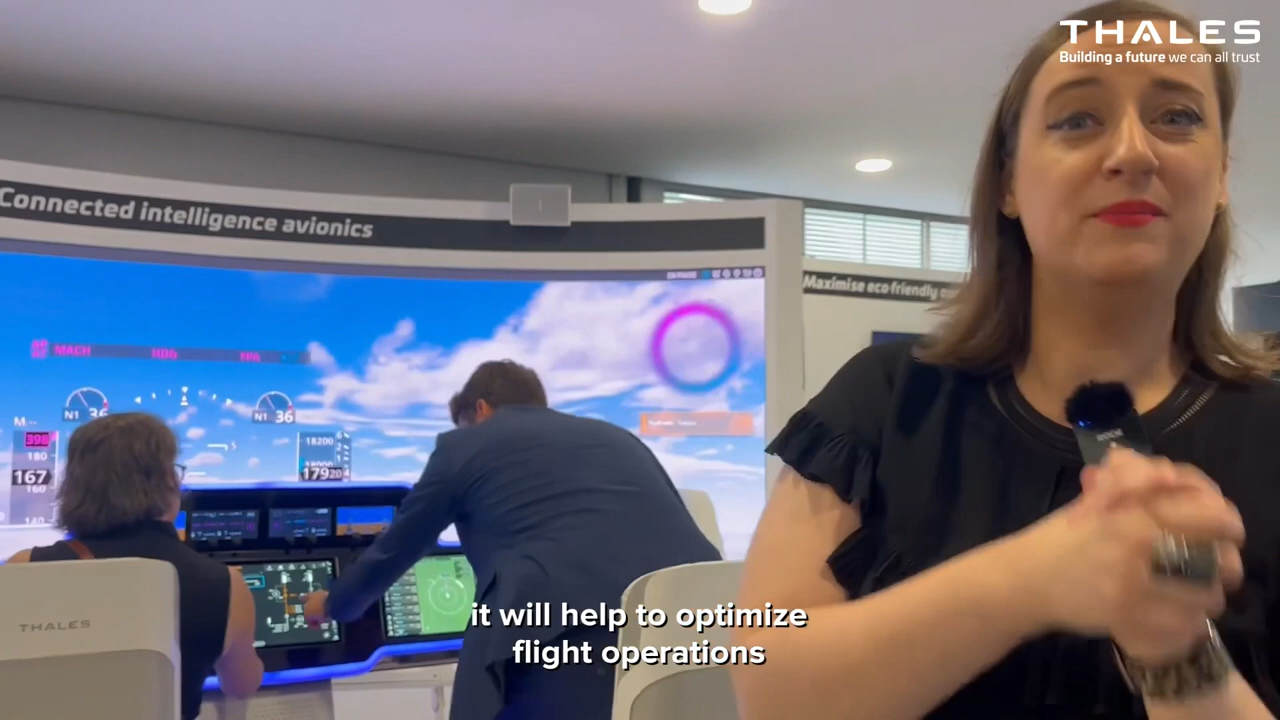 THALES
Building a future we can all trust
Connected intelligence avionics
Maximise eco-friendly
MACH HDG FPA
N1 36
N1 36
M
398
180
167
160
140
18200
18000
17920
THALES
it will help to optimize
flight operations